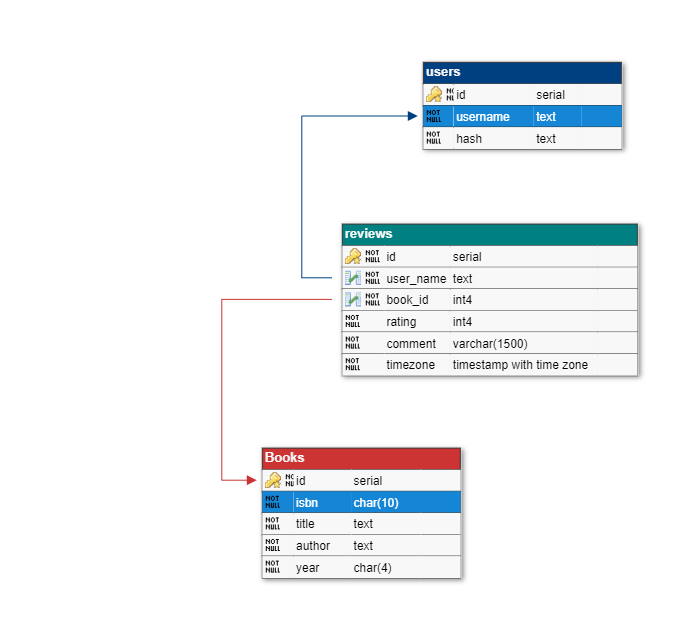 users
NOT NULL id serial
NOT NULL username text
NOT NULL hash text
reviews
NOT NULL id serial
NOT NULL user_name text
NOT NULL book_id int4
NOT NULL rating int4
NOT NULL comment varchar(1500)
NOT NULL timezone timestamp with time zone
Books
NOT NULL id serial
NOT NULL isbn char(10)
NOT NULL title text
NOT NULL author text
NOT NULL year char(4)